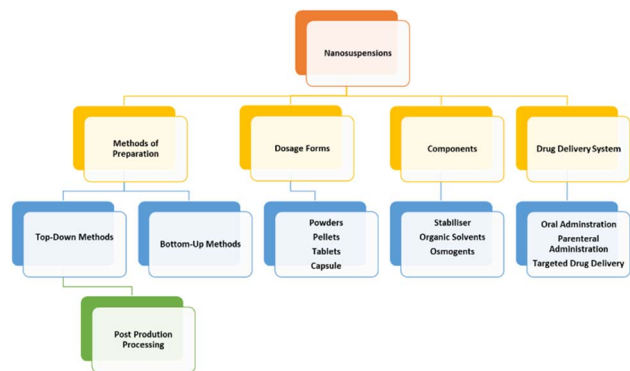 Nanosuspensions
Methods of
Preparation
Dosage Forms
Components
Drug Delivery System
Top-Down Methods
Bottom-Up Methods
Powders
Pellets
Tablets
Capsule
Stabiliser
Organic Solvents
Osmogents
Oral Adminstration
Parenteral
Administration
Targeted Drug Delivery
Post Prodution
Processing